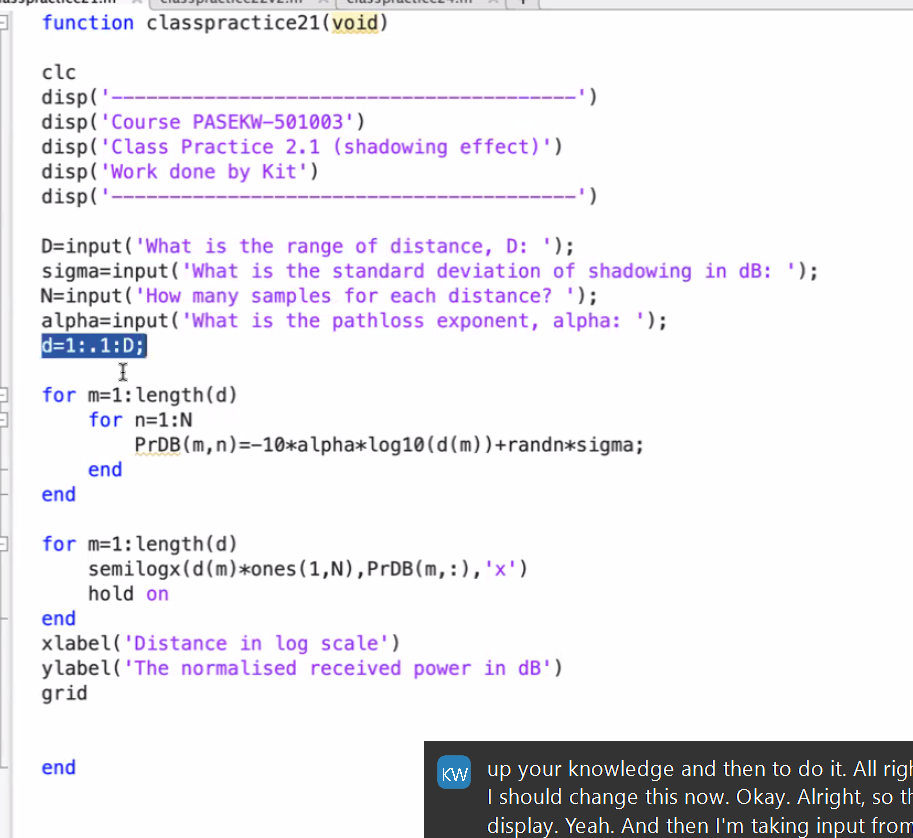 function classpractice21(void)
clc
disp('----------------------------------------')
disp('Course PASEKW-501003')
disp('Class Practice 2.1 (shadowing effect)')
disp('Work done by Kit')
disp('----------------------------------------')
D=input('What is the range of distance, D: ');
sigma=input('What is the standard deviation of shadowing in dB: ');
N=input('How many samples for each distance? ');
alpha=input('What is the pathloss exponent, alpha: ');
d=1:.1:D;
for m=1:length(d)
for n=1:N
PrDB(m,n)=-10*alpha*log10(d(m))+randn*sigma;
end
end
for m=1:length(d)
semilogx(d(m)*ones(1,N),PrDB(m,:),'x')
hold on
end
xlabel('Distance in log scale')
ylabel('The normalised received power in dB')
grid
end
KW
up your knowledge and then to do it. All
I should change this now. Okay. Alright, so
display. Yeah. And then I'm taking input from